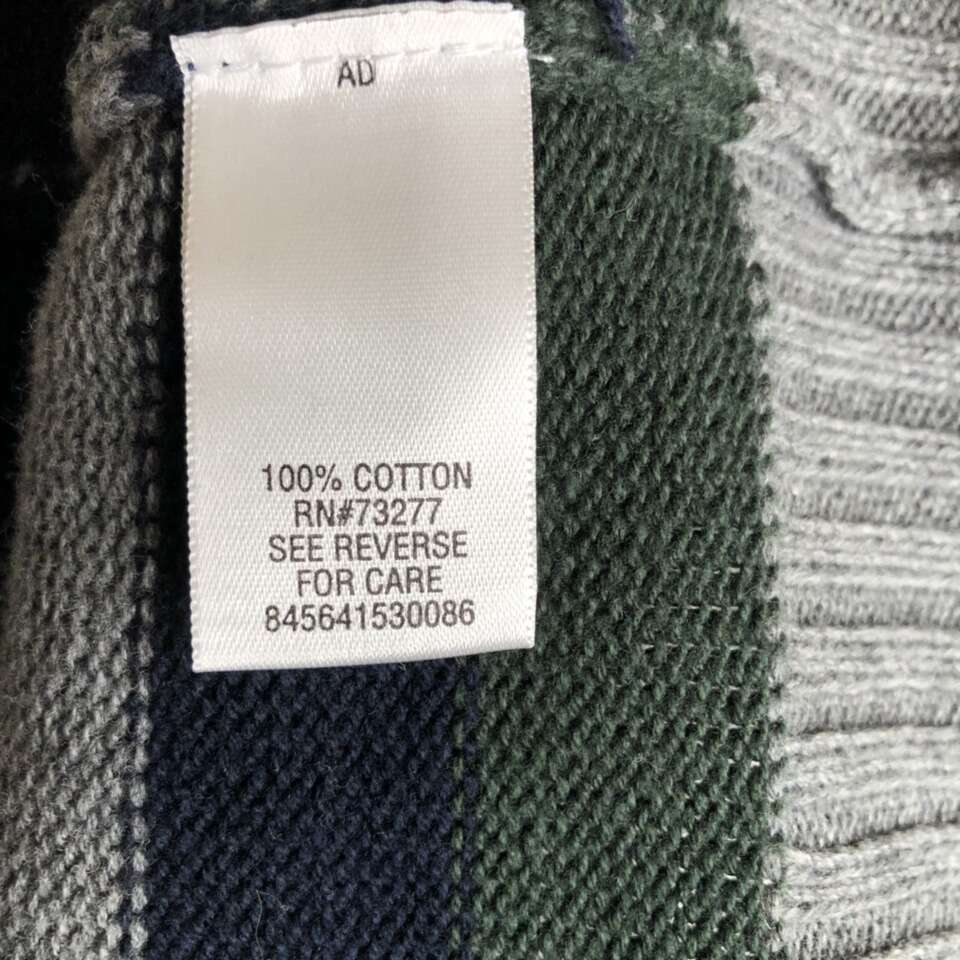 AD
100% COTTON
RN#73277
SEE REVERSE
FOR CARE
845641530086